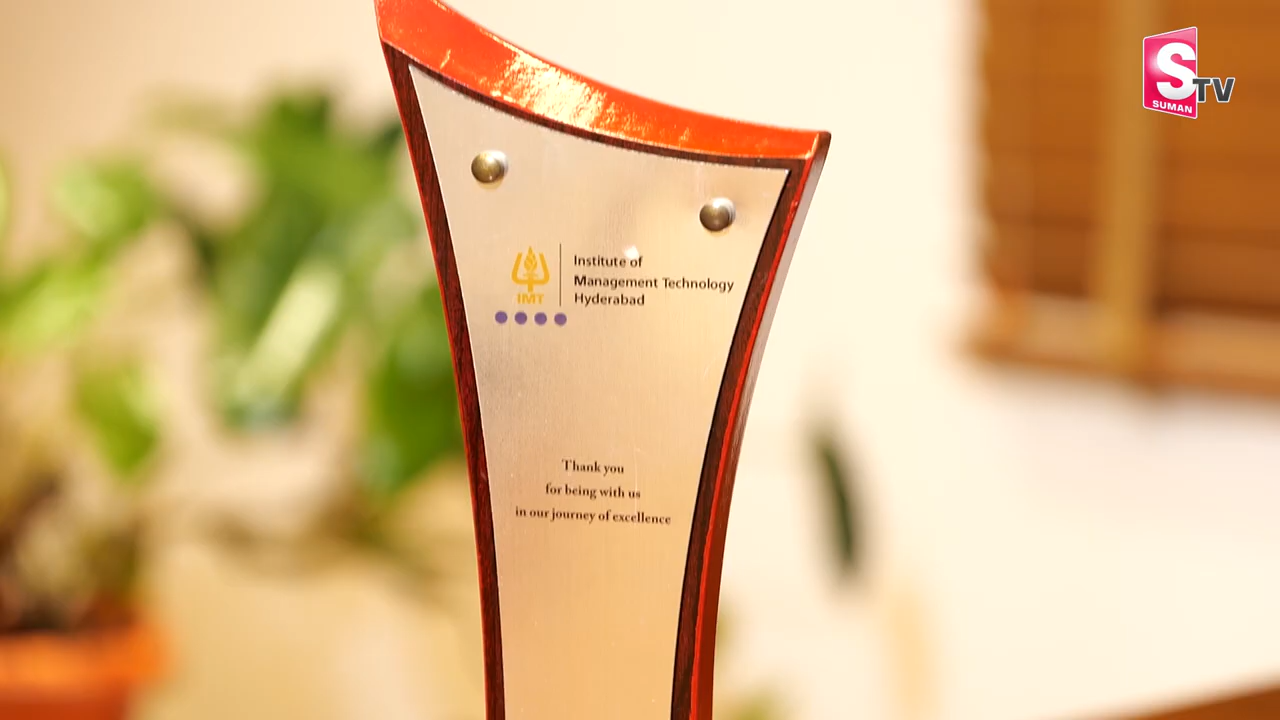 S TV
SUMAN
Institute of
Management Technology
Hyderabad
IMT
Thank you
for being with us
in our journey of excellence